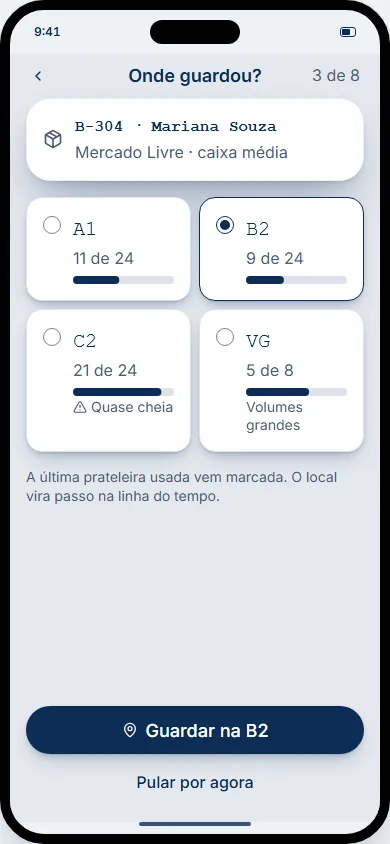 9:41
Onde guardou?
3 de 8
B-304 · Mariana Souza
Mercado Livre · caixa média
A1
11 de 24
B2
9 de 24
C2
21 de 24
Quase cheia
VG
5 de 8
Volumes
grandes
A última prateleira usada vem marcada. O local
vira passo na linha do tempo.
Guardar na B2
Pular por agora